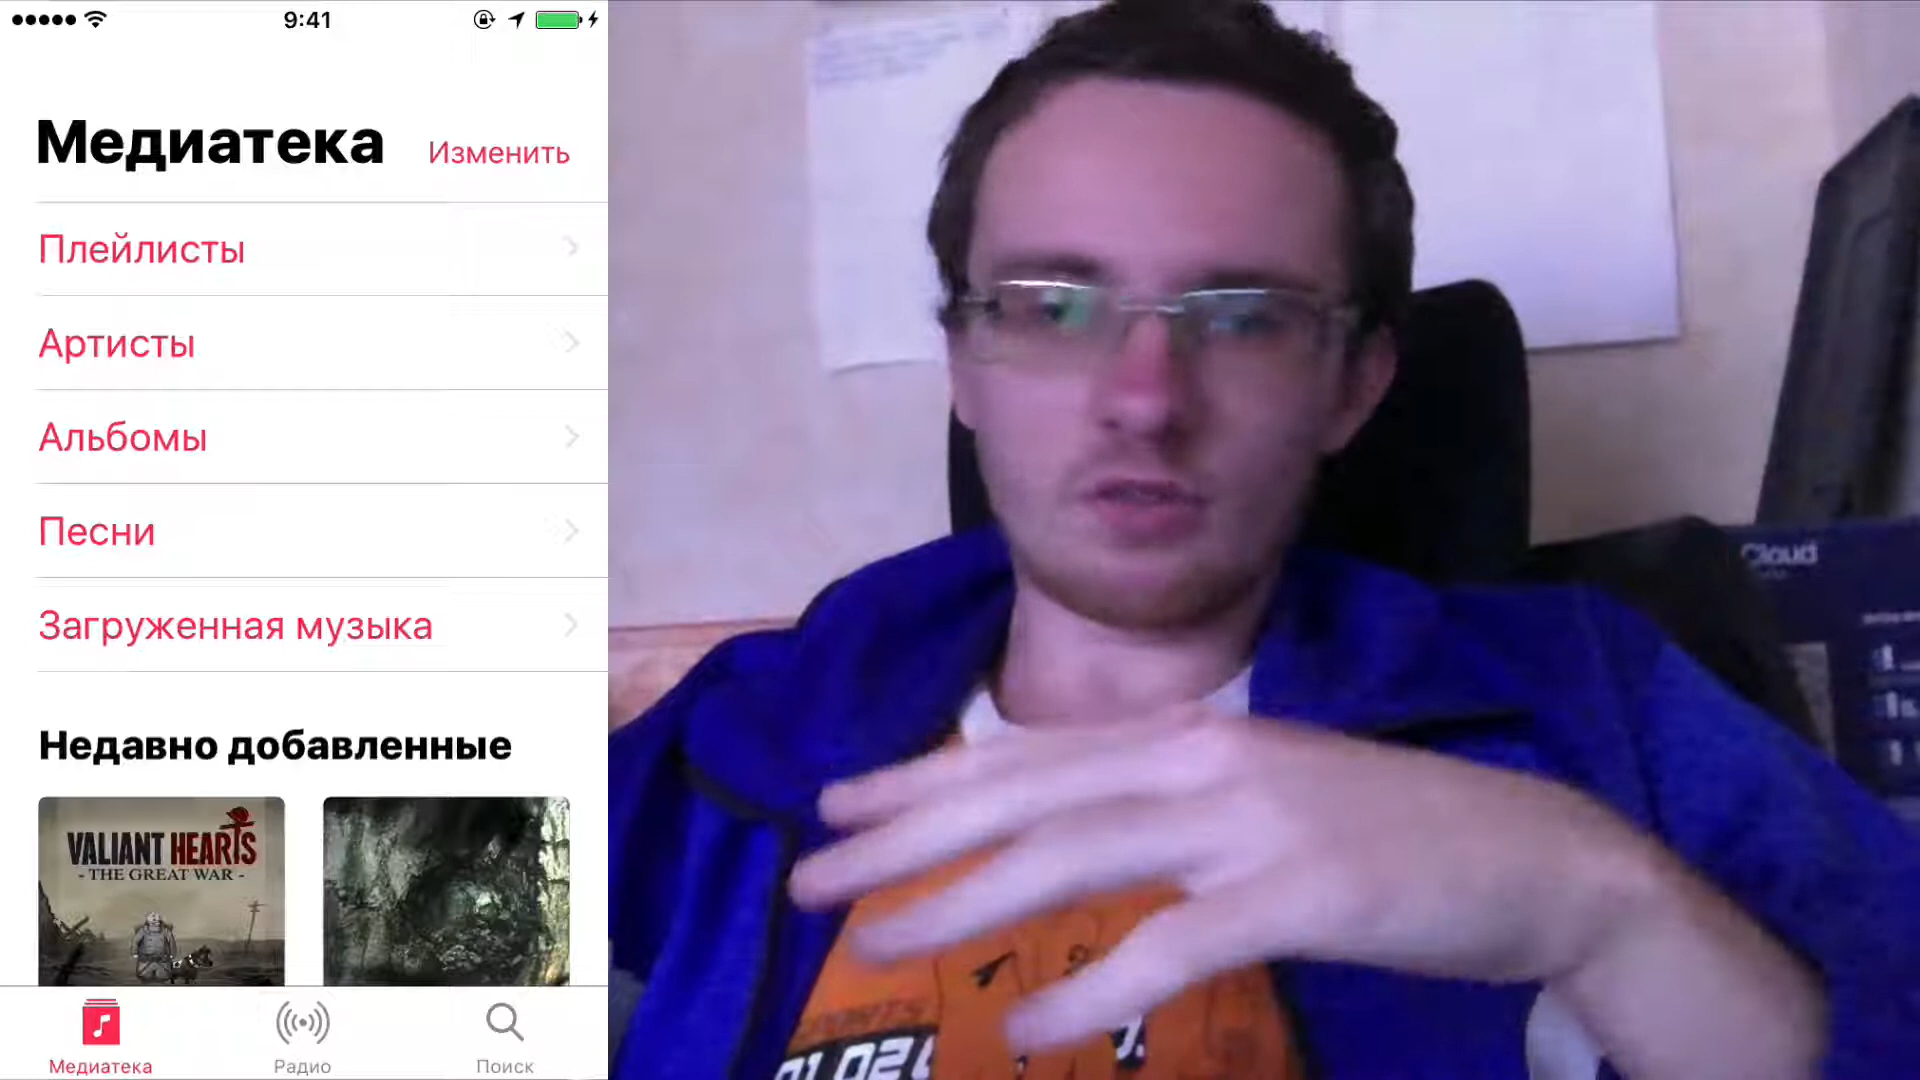 9:41
Медиатека
Изменить
Плейлисты
Артисты
Альбомы
Песни
Загруженная музыка
Недавно добавленные
VALIANT HEARTS
- THE GREAT WAR -
Медиатека
Радио
Поиск
Cloud